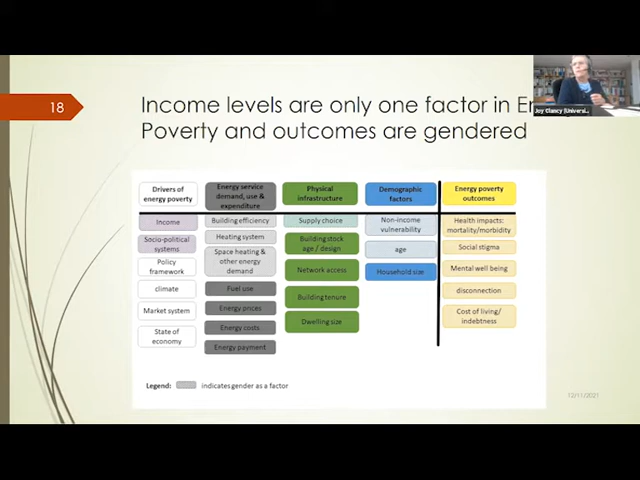 18
Income levels are only one factor in En
Poverty and outcomes are gendered
Joy Clancy (Universi...
Drivers of
energy poverty
Income
Socio-political
systems
Policy
framework
climate
Market system
State of
economy
Energy service
demand, use &
expenditure
Building efficiency
Heating system
Space heating &
other energy
demand
Fuel use
Energy prices
Energy costs
Energy payment
Physical
infrastructure
Supply choice
Building stock
age / design
Network access
Building tenure
Dwelling size
Demographic
factors
Non-income
vulnerability
age
Household size
Energy poverty
outcomes
Health impacts:
mortality/morbidity
Social stigma
Mental well being
disconnection
Cost of living/
indebtness
Legend:
indicates gender as a factor
12/11/2021